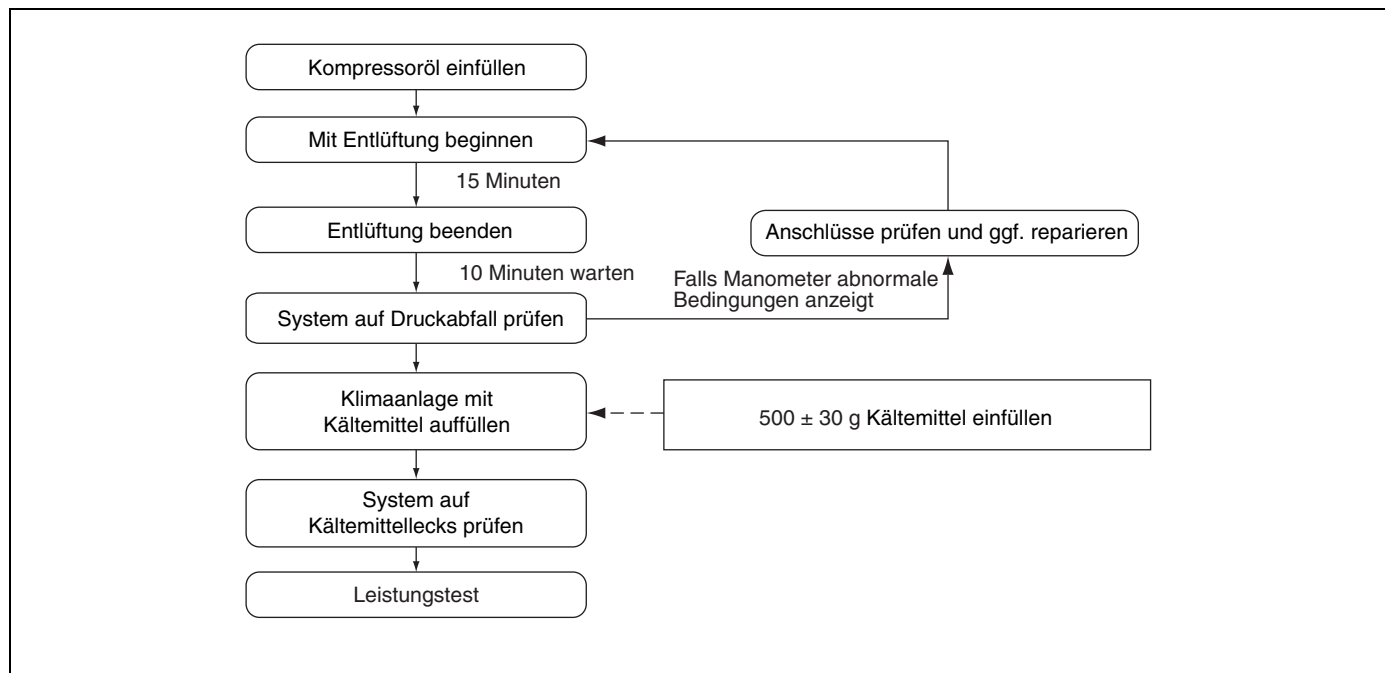 Kompressoröl einfüllen
Mit Entlüftung beginnen
15 Minuten
Entlüftung beenden
Anschlüsse prüfen und ggf. reparieren
10 Minuten warten
Falls Manometer abnormale
Bedingungen anzeigt
System auf Druckabfall prüfen
Klimaanlage mit
Kältemittel auffüllen
500 ± 30 g Kältemittel einfüllen
System auf
Kältemittellecks prüfen
Leistungstest